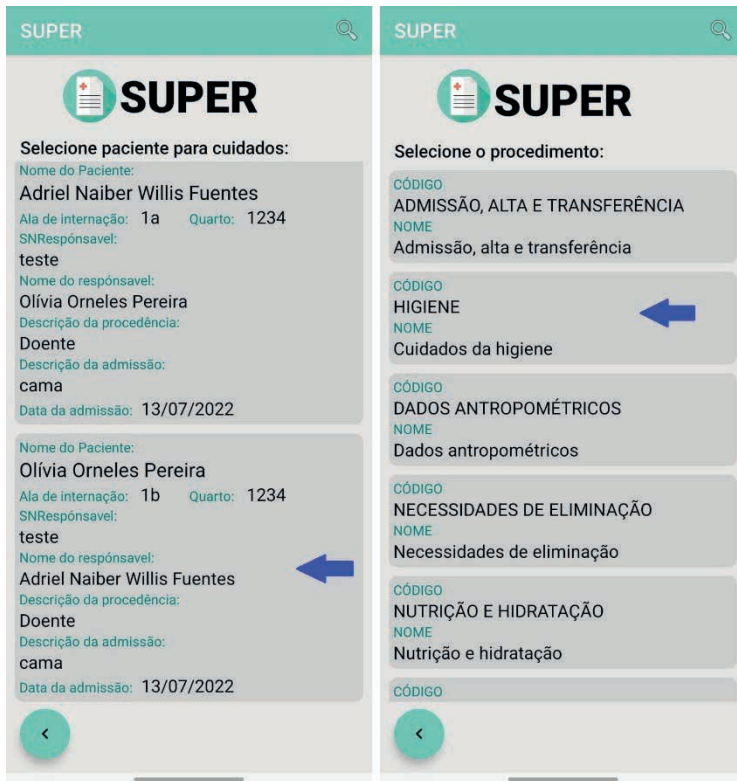 SUPER
SUPER
Selecione paciente para cuidados:
Nome do Paciente:
Adriel Naiber Willis Fuentes
Ala de internação: 1a Quarto: 1234
SNRespónsavel:
teste
Nome do respónsavel:
Olívia Orneles Pereira
Descrição da procedência:
Doente
Descrição da admissão:
cama
Data da admissão: 13/07/2022
Nome do Paciente:
Olívia Orneles Pereira
Ala de internação: 1b Quarto: 1234
SNRespónsavel:
teste
Nome do respónsavel:
Adriel Naiber Willis Fuentes
Descrição da procedência:
Doente
Descrição da admissão:
cama
Data da admissão: 13/07/2022
SUPER
SUPER
Selecione o procedimento:
CÓDIGO
ADMISSÃO, ALTA E TRANSFERÊNCIA
NOME
Admissão, alta e transferência
CÓDIGO
HIGIENE
NOME
Cuidados da higiene
CÓDIGO
DADOS ANTROPOMÉTRICOS
NOME
Dados antropométricos
CÓDIGO
NECESSIDADES DE ELIMINAÇÃO
NOME
Necessidades de eliminação
CÓDIGO
NUTRIÇÃO E HIDRATAÇÃO
NOME
Nutrição e hidratação
CÓDIGO